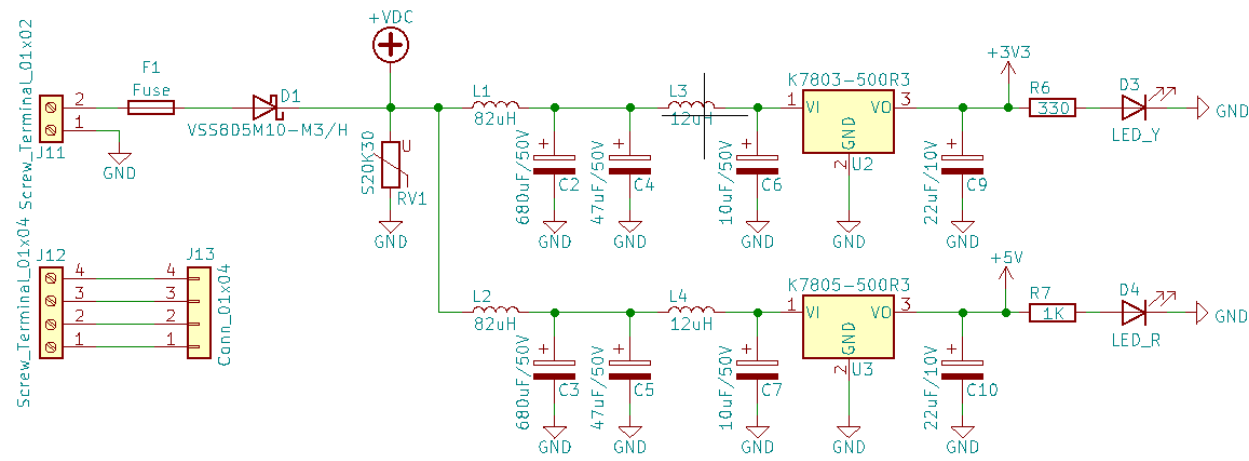 +VDC
Screw_Terminal_01x02
2
1
J11
F1
Fuse
D1
VSS8D5M10-M3/H
GND
U
S20K30
RV1
GND
L1
82uH
680uF/50V
C2
GND
47uF/50V
C4
GND
L3
12uH
10uF/50V
C6
GND
K7803-500R3
1
VI
VO
3
GND
2
U2
GND
22uF/10V
C9
GND
+3V3
R6
330
D3
LED_Y
GND
Screw_Terminal_01x04
J12
4
3
2
1
J13
4
3
2
1
Conn_01x04
L2
82uH
680uF/50V
C3
GND
47uF/50V
C5
GND
L4
12uH
10uF/50V
C7
GND
K7805-500R3
1
VI
VO
3
GND
2
U3
GND
22uF/10V
C10
GND
+5V
R7
1K
D4
LED_R
GND